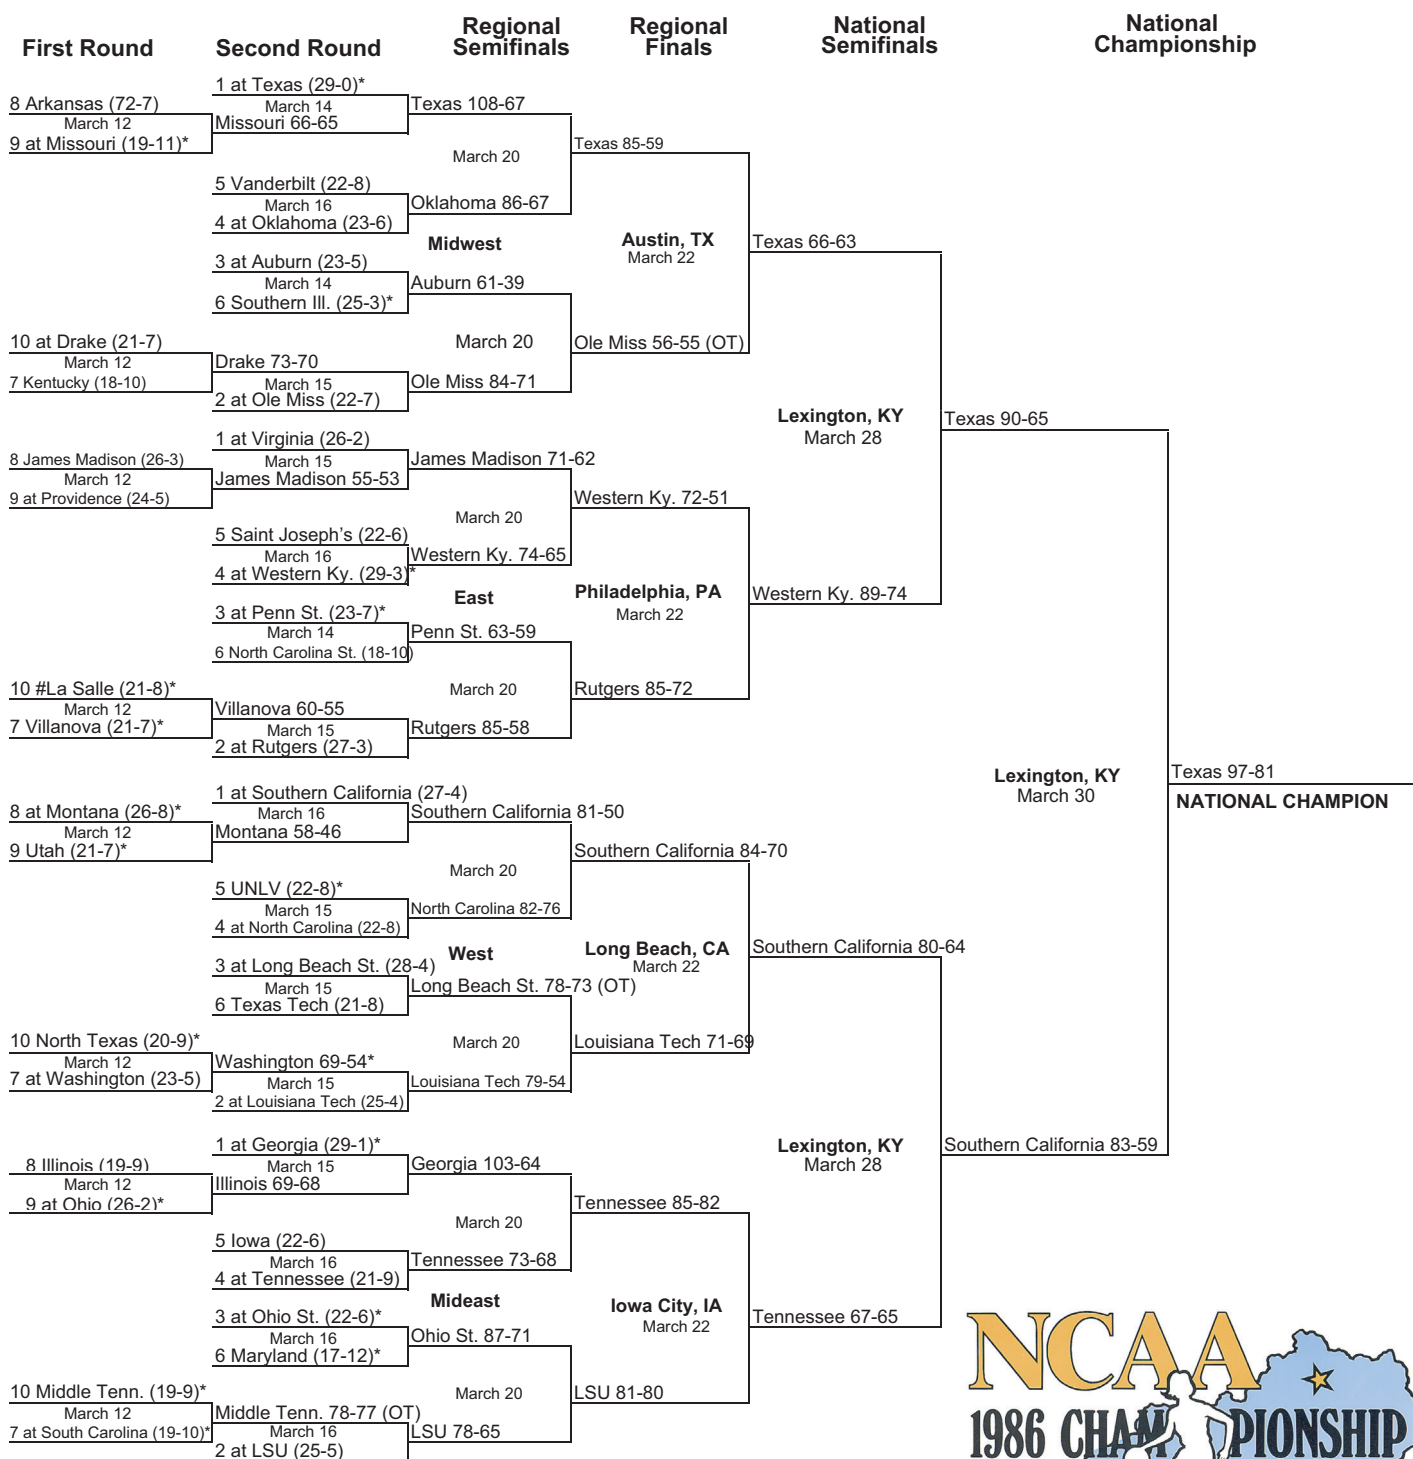 First Round
Second Round
Regional
Semifinals
Regional
Finals
National
Semifinals
National
Championship
1 at Texas (29-0)*
8 Arkansas (72-7)
March 14
Texas 108-67
March 12
Missouri 66-65
9 at Missouri (19-11)*
Texas 85-59
March 20
5 Vanderbilt (22-8)
March 16
Oklahoma 86-67
4 at Oklahoma (23-6)
Midwest
Austin, TX
March 22
Texas 66-63
3 at Auburn (23-5)
March 14
Auburn 61-39
6 Southern Ill. (25-3)*
10 at Drake (21-7)
March 20
Ole Miss 56-55 (OT)
March 12
Drake 73-70
7 Kentucky (18-10)
March 15
Ole Miss 84-71
2 at Ole Miss (22-7)
Lexington, KY
March 28
Texas 90-65
1 at Virginia (26-2)
8 James Madison (26-3)
March 15
James Madison 71-62
March 12
James Madison 55-53
9 at Providence (24-5)
Western Ky. 72-51
March 20
5 Saint Joseph’s (22-6)
March 16
Western Ky. 74-65
4 at Western Ky. (29-3)*
East
Philadelphia, PA
March 22
Western Ky. 89-74
3 at Penn St. (23-7)*
March 14
Penn St. 63-59
6 North Carolina St. (18-10)
10 #La Salle (21-8)*
March 20
Rutgers 85-72
March 12
Villanova 60-55
7 Villanova (21-7)*
March 15
Rutgers 85-58
2 at Rutgers (27-3)
Lexington, KY
March 30
Texas 97-81
NATIONAL CHAMPION
1 at Southern California (27-4)
8 at Montana (26-8)*
March 16
Southern California 81-50
March 12
Montana 58-46
9 Utah (21-7)*
Southern California 84-70
March 20
5 UNLV (22-8)*
March 15
North Carolina 82-76
4 at North Carolina (22-8)
West
Long Beach, CA
March 22
Southern California 80-64
3 at Long Beach St. (28-4)
March 15
Long Beach St. 78-73 (OT)
6 Texas Tech (21-8)
10 North Texas (20-9)*
March 20
Louisiana Tech 71-69
March 12
Washington 69-54*
7 at Washington (23-5)
March 15
Louisiana Tech 79-54
2 at Louisiana Tech (25-4)
Lexington, KY
March 28
Southern California 83-59
1 at Georgia (29-1)*
8 Illinois (19-9)
March 15
Georgia 103-64
March 12
Illinois 69-68
9 at Ohio (26-2)*
Tennessee 85-82
March 20
5 Iowa (22-6)
March 16
Tennessee 73-68
4 at Tennessee (21-9)
Mideast
Iowa City, IA
March 22
Tennessee 67-65
3 at Ohio St. (22-6)*
March 16
Ohio St. 87-71
6 Maryland (17-12)*
10 Middle Tenn. (19-9)*
March 20
LSU 81-80
March 12
Middle Tenn. 78-77 (OT)
7 at South Carolina (19-10)*
March 16
LSU 78-65
2 at LSU (25-5)
NCAA
1986 CHAMPIONSHIP